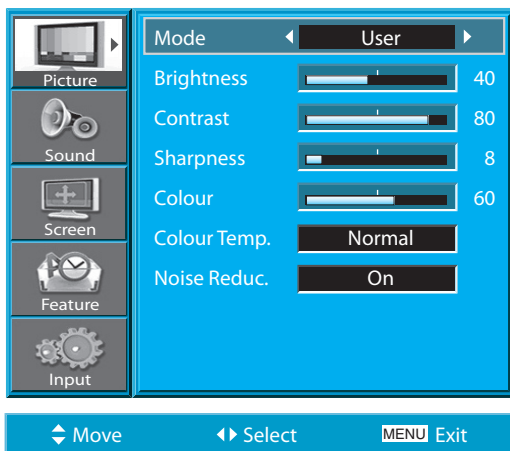 Picture
Sound
Screen
Feature
Input
Mode User
Brightness 40
Contrast 80
Sharpness 8
Colour 60
Colour Temp. Normal
Noise Reduc. On
Move Select MENU Exit